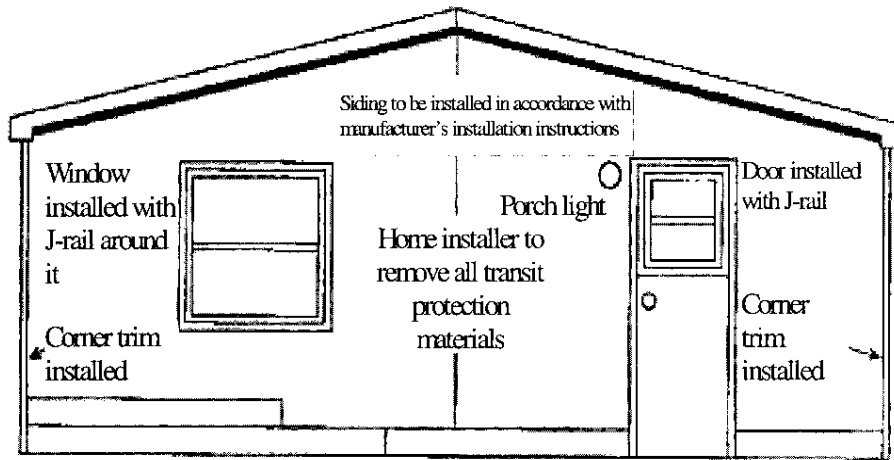 Siding to be installed in accordance with
manufacturer's installation instructions
Window
installed with
J-rail around
it
Porch light
Door installed
with J-rail
Home installer to
remove all transit
protection
materials
Corner trim
installed
Corner
trim
installed